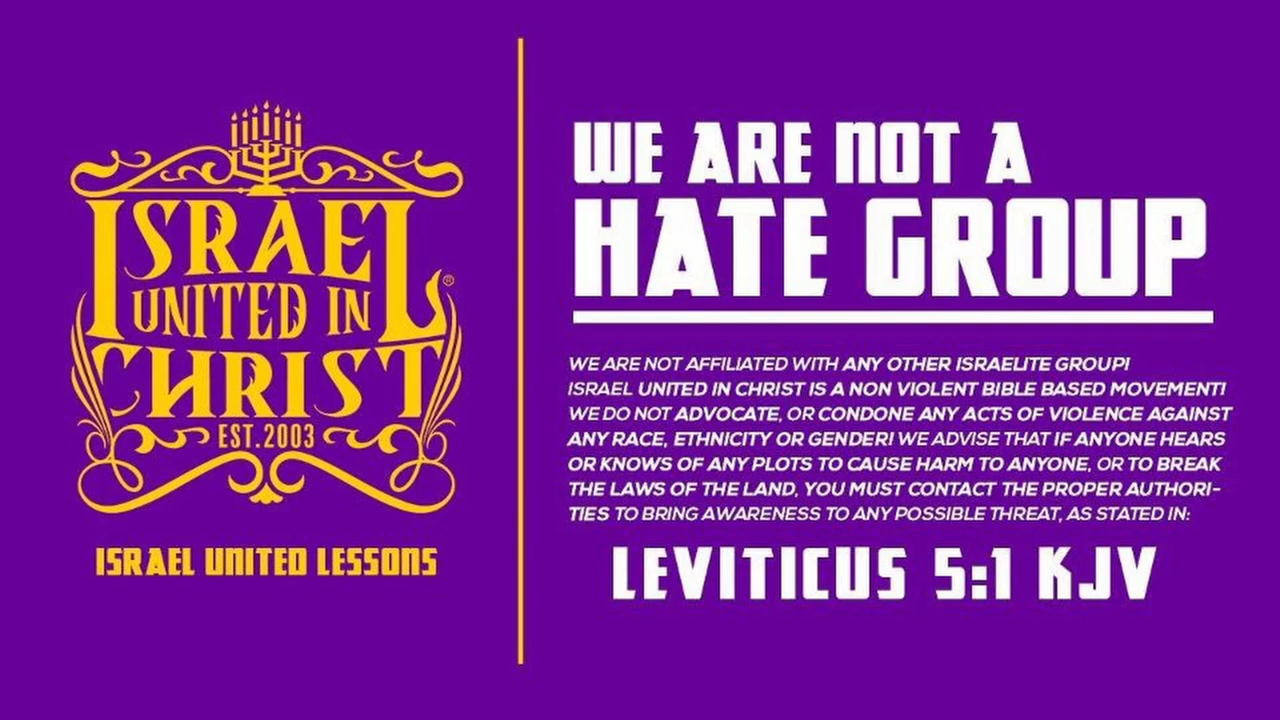 ISRAEL
UNITED IN
CHRIST
EST.2003
®
ISRAEL UNITED LESSONS
WE ARE NOT A
HATE GROUP
WE ARE NOT AFFILIATED WITH ANY OTHER ISRAELITE GROUP!
ISRAEL UNITED IN CHRIST IS A NON VIOLENT BIBLE BASED MOVEMENT!
WE DO NOT ADVOCATE, OR CONDONE ANY ACTS OF VIOLENCE AGAINST
ANY RACE, ETHNICITY OR GENDER! WE ADVISE THAT IF ANYONE HEARS
OR KNOWS OF ANY PLOTS TO CAUSE HARM TO ANYONE, OR TO BREAK
THE LAWS OF THE LAND, YOU MUST CONTACT THE PROPER AUTHORI-
TIES TO BRING AWARENESS TO ANY POSSIBLE THREAT, AS STATED IN:
LEVITICUS 5:1 KJV